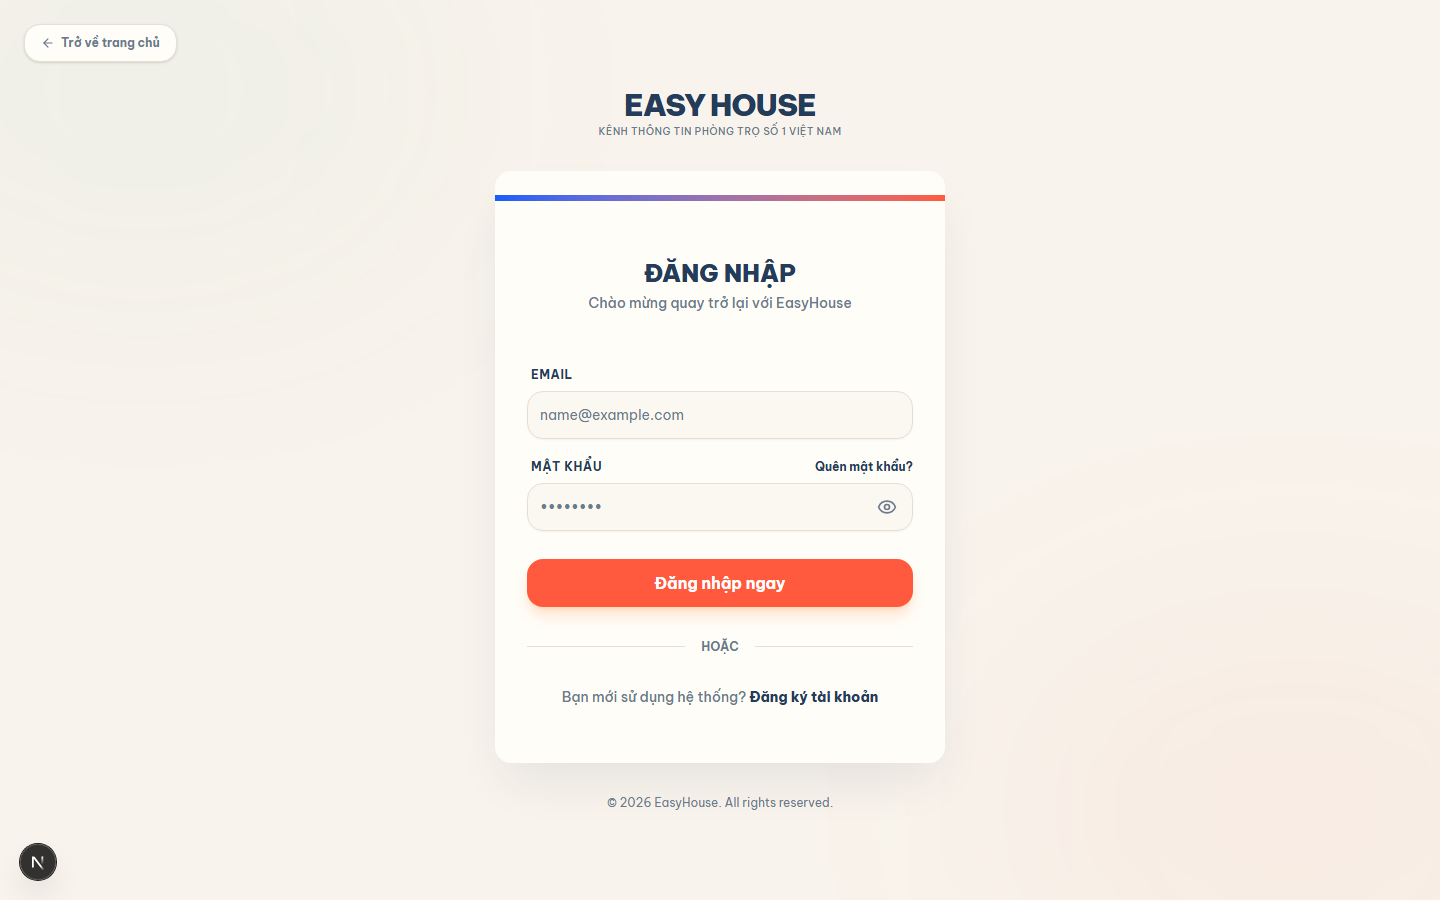 Trở về trang chủ
EASY HOUSE
KÊNH THÔNG TIN PHÒNG TRỌ SỐ 1 VIỆT NAM
ĐĂNG NHẬP
Chào mừng quay trở lại với EasyHouse
EMAIL
name@example.com
MẬT KHẨU
Quên mật khẩu?
••••••••
Đăng nhập ngay
HOẶC
Bạn mới sử dụng hệ thống? Đăng ký tài khoản
© 2026 EasyHouse. All rights reserved.
N